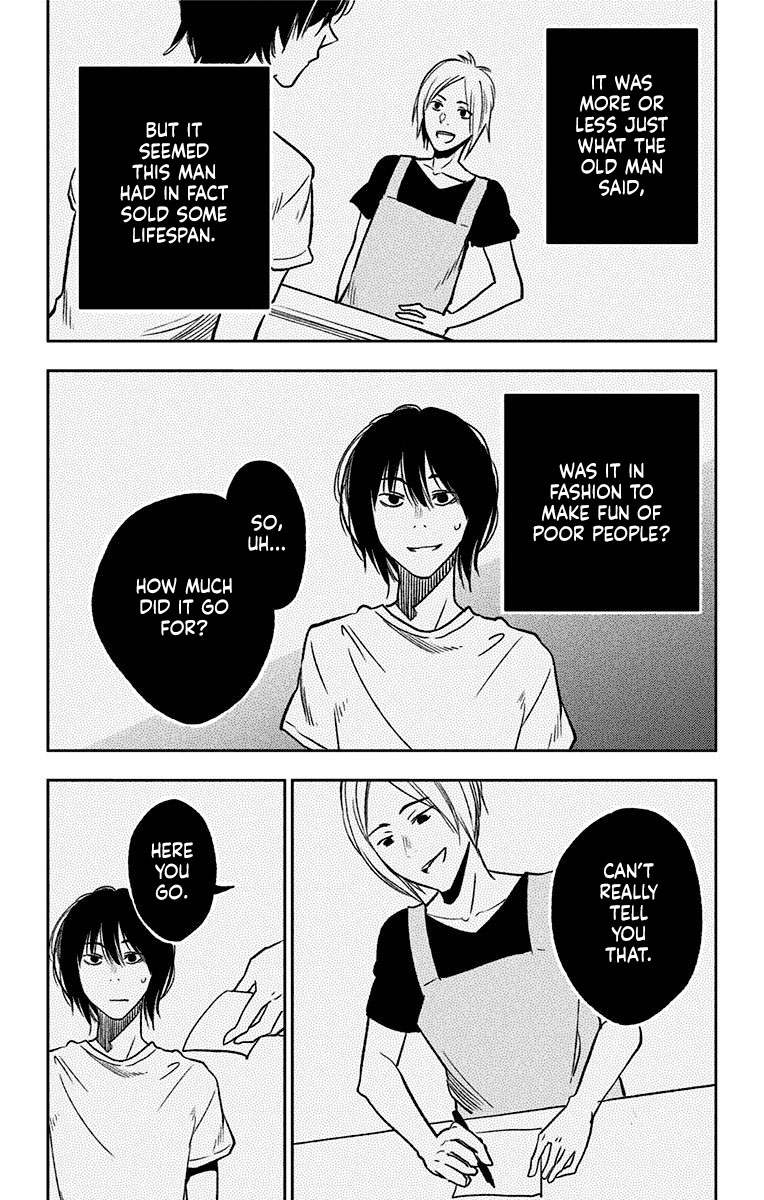 IT WAS
MORE OR
LESS JUST
WHAT THE
OLD MAN
SAID,
BUT IT
SEEMED
THIS MAN
HAD IN FACT
SOLD SOME
LIFESPAN.
WAS IT IN
FASHION TO
MAKE FUN OF
POOR PEOPLE?
SO,
UH...
HOW MUCH
DID IT GO
FOR?
CAN'T
REALLY
TELL
YOU
THAT.
HERE
YOU
GO.